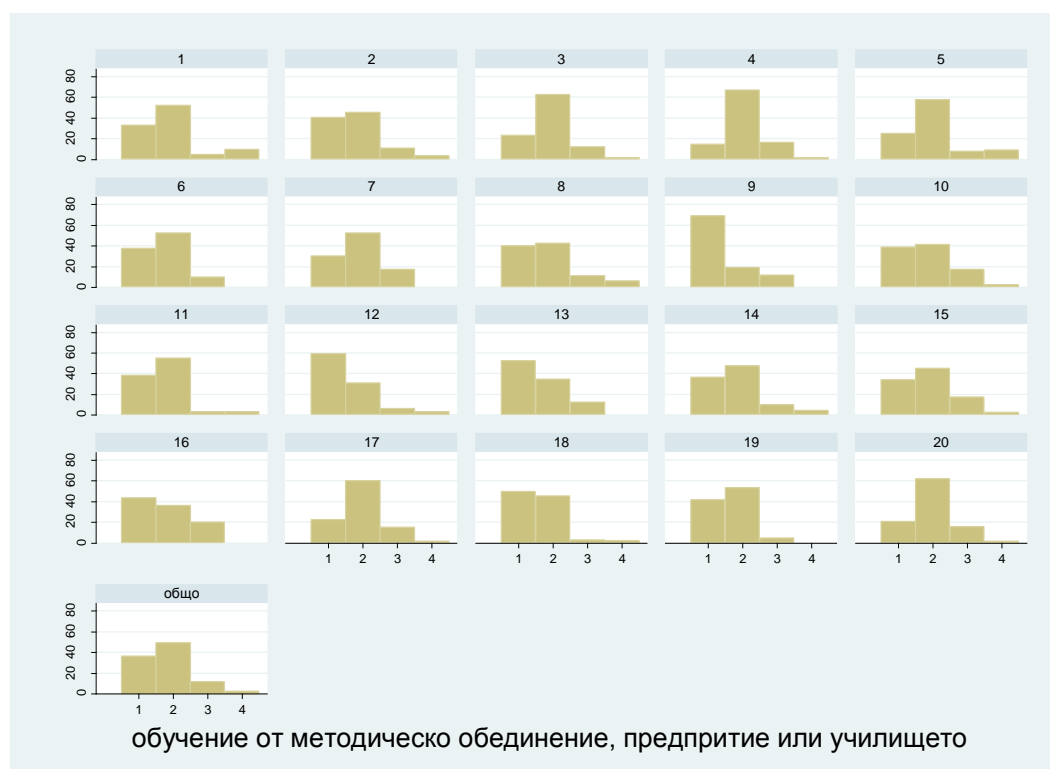 1 2 3 4 5
0 20 40 60 80
6 7 8 9 10
0 20 40 60 80
11 12 13 14 15
0 20 40 60 80
16 17 18 19 20
0 20 40 60 80
1 2 3 4 1 2 3 4 1 2 3 4 1 2 3 4
общо
0 20 40 60 80
1 2 3 4
обучение от методическо обединение, предпритие или училището